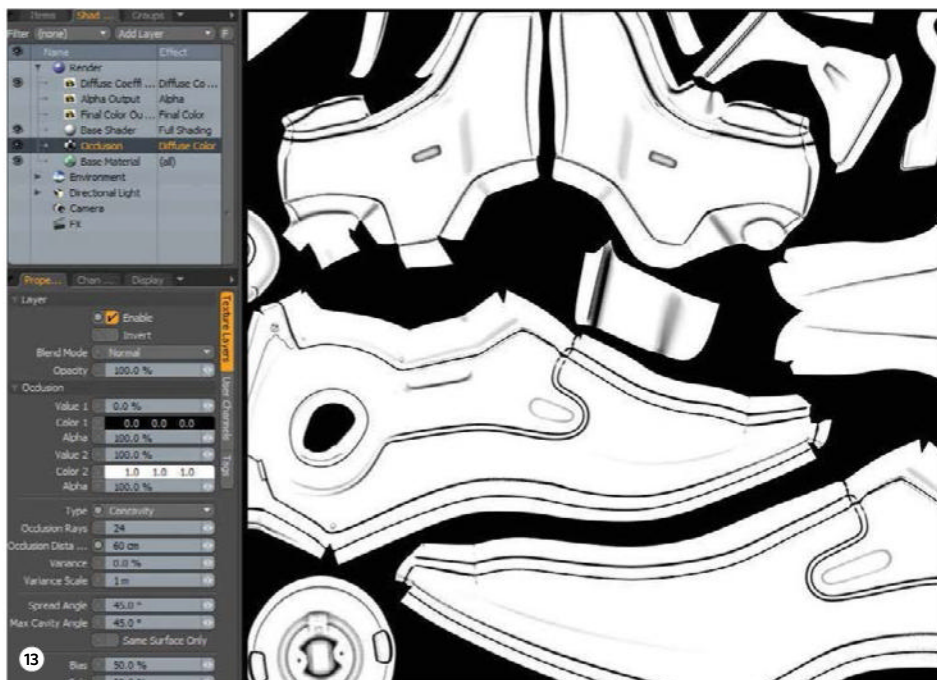 Items Shad ... Groups
Filter (none) Add Layer F
Name Effect
Render
Diffuse Coeffi ... Diffuse Co ...
Alpha Output Alpha
Final Color Ou ... Final Color
Base Shader Full Shading
Occlusion Diffuse Color
Base Material (all)
Environment
Directional Light
Camera
FX
Prope... Chan ... Display
Layer
Enable
Invert
Blend Mode Normal
Opacity 100.0 %
Occlusion
Value 1 0.0 %
Color 1 0.0 0.0 0.0
Alpha 100.0 %
Value 2 100.0 %
Color 2 1.0 1.0 1.0
Alpha 100.0 %
Type Concavity
Occlusion Rays 24
Occlusion Dista ... 60 cm
Variance 0.0 %
Variance Scale 1 m
Spread Angle 45.0 °
Max Cavity Angle 45.0 °
Same Surface Only
Bias 50.0 %
Texture Layers
User Channels
Tags
13